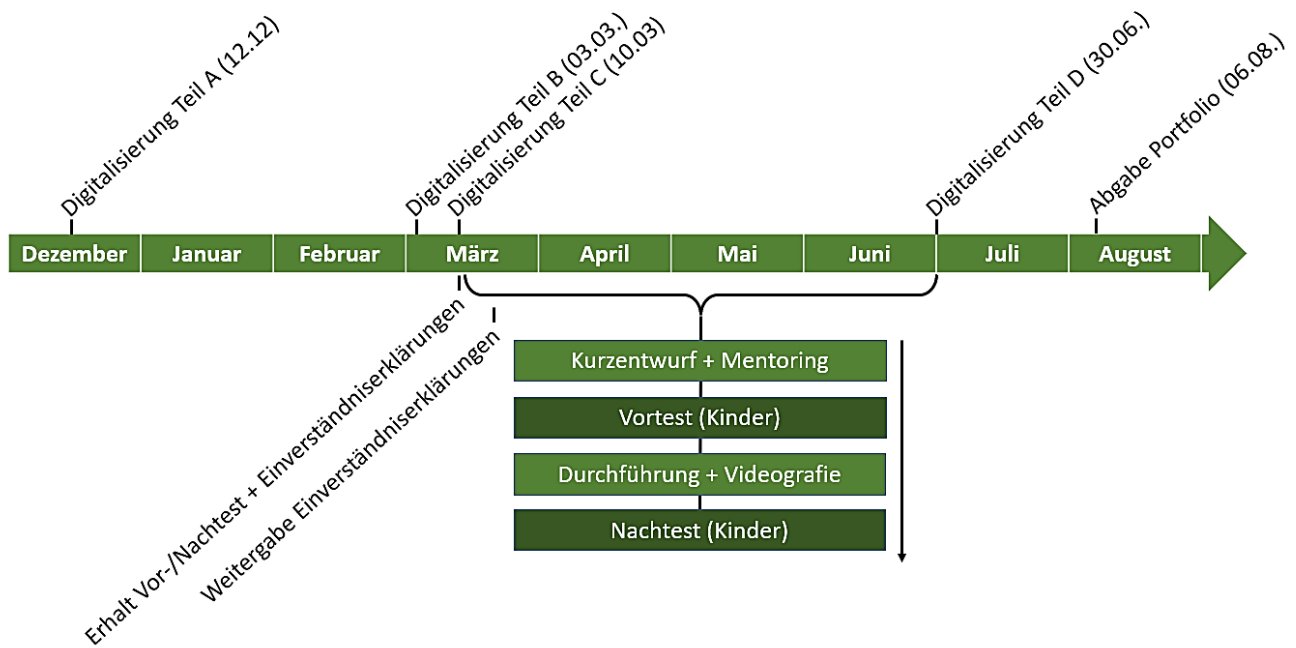 Digitalisierung Teil A (12.12)
Digitalisierung Teil B (03.03.)
Digitalisierung Teil C (10.03)
Digitalisierung Teil D (30.06.)
Abgabe Portfolio (06.08.)
Dezember Januar Februar März April Mai Juni Juli August
Erhalt Vor-/Nachtest + Einverständniserklärungen
Weitergabe Einverständniserklärungen
Kurzentwurf + Mentoring
Vortest (Kinder)
Durchführung + Videografie
Nachtest (Kinder)